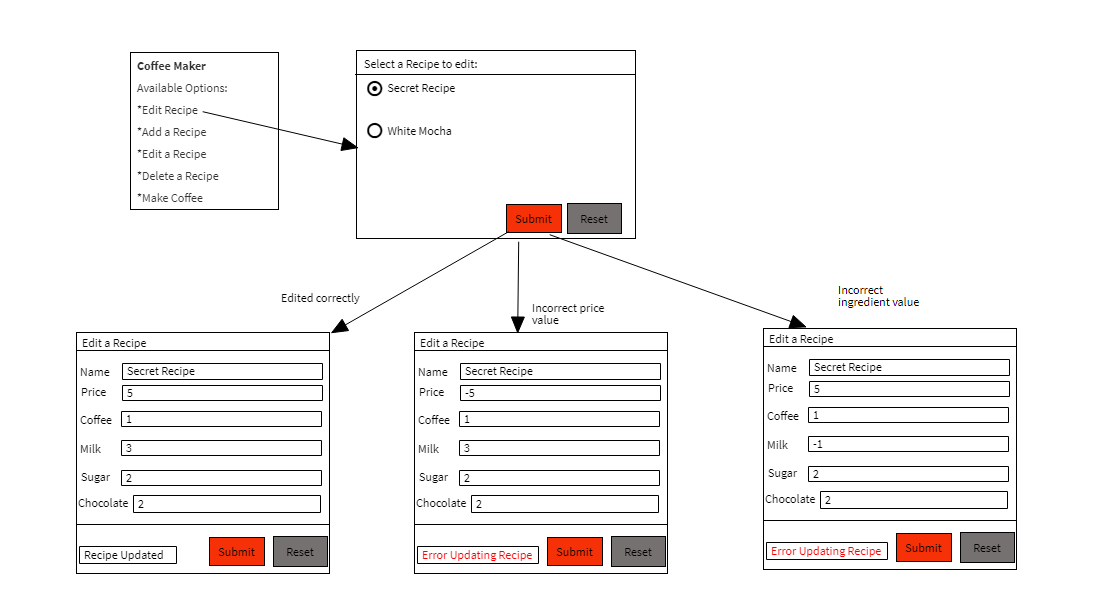 Coffee Maker
Available Options:
*Edit Recipe
*Add a Recipe
*Edit a Recipe
*Delete a Recipe
*Make Coffee
Select a Recipe to edit:
Secret Recipe
White Mocha
Submit Reset
Edited correctly
Incorrect price
value
Incorrect
ingredient value
Edit a Recipe
Name Secret Recipe
Price 5
Coffee 1
Milk 3
Sugar 2
Chocolate 2
Recipe Updated Submit Reset
Edit a Recipe
Name Secret Recipe
Price -5
Coffee 1
Milk 3
Sugar 2
Chocolate 2
Error Updating Recipe Submit Reset
Edit a Recipe
Name Secret Recipe
Price 5
Coffee 1
Milk -1
Sugar 2
Chocolate 2
Error Updating Recipe Submit Reset